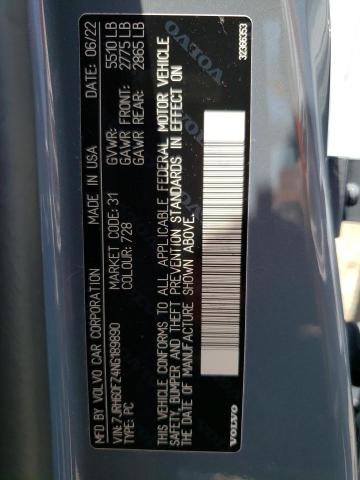 MFD BY VOLVO CAR CORPORATION MADE IN USA 06/22
VIN: 7JRH60FZ4NG189890 GVWR: 5510 LB
TYPE: PC MARKET CODE: 31 GAWR FRONT: 2775 LB
COLOUR: 728 GAWR REAR: 2865 LB
THIS VEHICLE CONFORMS TO ALL APPLICABLE FEDERAL MOTOR VEHICLE
SAFETY, BUMPER AND THEFT PREVENTION STANDARDS IN EFFECT ON
THE DATE OF MANUFACTURE SHOWN ABOVE.
VOLVO 32366353
VOLVO
VOLVO